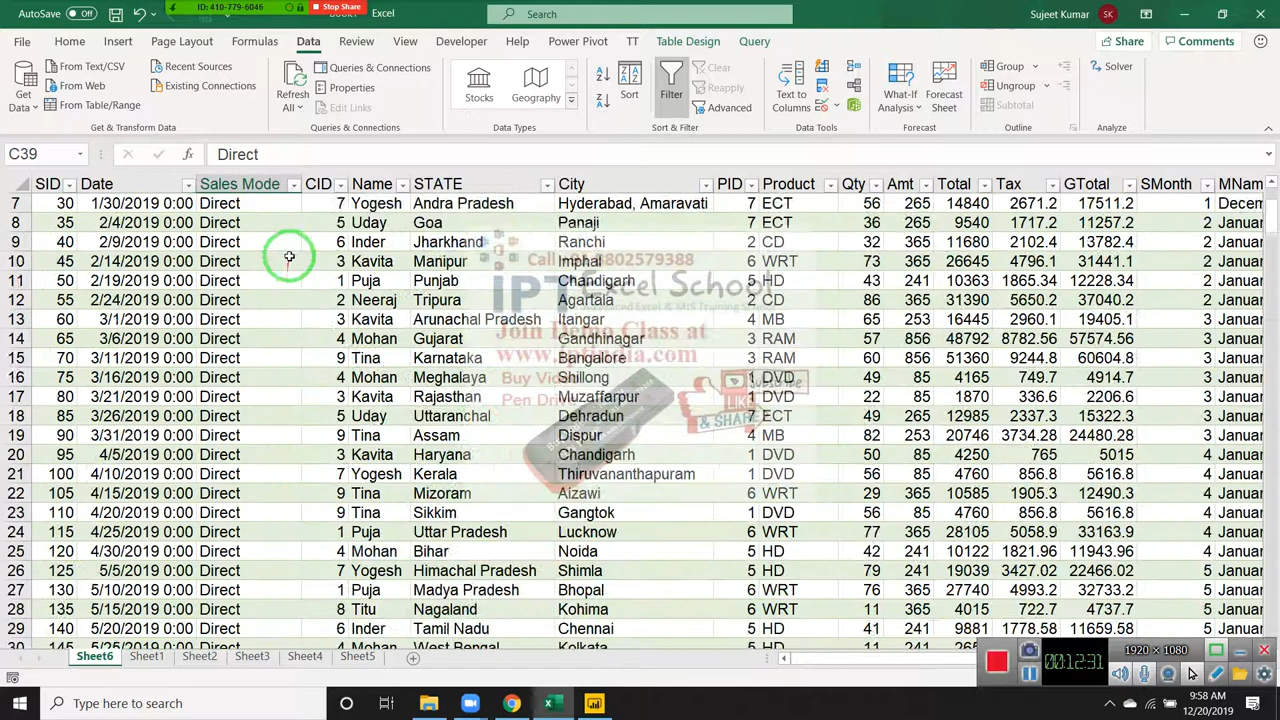 AutoSave Off Excel Search Sujeet Kumar SK
ID: 410-779-6046 Stop Share
File Home Insert Page Layout Formulas Data Review View Developer Help Power Pivot TT Table Design Query Share Comments
Get Data From Text/CSV From Web From Table/Range Recent Sources Existing Connections
Get & Transform Data
Refresh All Queries & Connections Properties Edit Links
Queries & Connections
Stocks Geography
Data Types
Sort Filter Clear Reapply Advanced
Sort & Filter
Text to Columns
Data Tools
What-If Analysis Forecast Sheet
Forecast
Group Ungroup Subtotal
Outline
Solver
Analyze
C39 fx Direct
SID Date Sales Mode CID Name STATE City PID Product Qty Amt Total Tax GTotal SMonth MNam
7 30 1/30/2019 0:00 Direct 7 Yogesh Andra Pradesh Hyderabad, Amaravati 7 ECT 56 265 14840 2671.2 17511.2 1 Decem
8 35 2/4/2019 0:00 Direct 5 Uday Goa Panaji 7 ECT 36 265 9540 1717.2 11257.2 2 Januar
9 40 2/9/2019 0:00 Direct 6 Inder Jharkhand Ranchi 2 CD 32 365 11680 2102.4 13782.4 2 Januar
10 45 2/14/2019 0:00 Direct 3 Kavita Manipur Imphal 6 WRT 73 365 26645 4796.1 31441.1 2 Januar
11 50 2/19/2019 0:00 Direct 1 Puja Punjab Chandigarh 5 HD 43 241 10363 1865.34 12228.34 2 Januar
12 55 2/24/2019 0:00 Direct 2 Neeraj Tripura Agartala 2 CD 86 365 31390 5650.2 37040.2 2 Januar
13 60 3/1/2019 0:00 Direct 3 Kavita Arunachal Pradesh Itangar 4 MB 65 253 16445 2960.1 19405.1 3 Januar
14 65 3/6/2019 0:00 Direct 4 Mohan Gujarat Gandhinagar 3 RAM 57 856 48792 8782.56 57574.56 3 Januar
15 70 3/11/2019 0:00 Direct 9 Tina Karnataka Bangalore 3 RAM 60 856 51360 9244.8 60604.8 3 Januar
16 75 3/16/2019 0:00 Direct 4 Mohan Meghalaya Shillong 1 DVD 49 85 4165 749.7 4914.7 3 Januar
17 80 3/21/2019 0:00 Direct 3 Kavita Rajasthan Muzaffarpur 1 DVD 22 85 1870 336.6 2206.6 3 Januar
18 85 3/26/2019 0:00 Direct 5 Uday Uttaranchal Dehradun 7 ECT 49 265 12985 2337.3 15322.3 3 Januar
19 90 3/31/2019 0:00 Direct 9 Tina Assam Dispur 4 MB 82 253 20746 3734.28 24480.28 3 Januar
20 95 4/5/2019 0:00 Direct 3 Kavita Haryana Chandigarh 1 DVD 50 85 4250 765 5015 4 Januar
21 100 4/10/2019 0:00 Direct 7 Yogesh Kerala Thiruvananthapuram 1 DVD 56 85 4760 856.8 5616.8 4 Januar
22 105 4/15/2019 0:00 Direct 9 Tina Mizoram Aizawi 6 WRT 29 365 10585 1905.3 12490.3 4 Januar
23 110 4/20/2019 0:00 Direct 9 Tina Sikkim Gangtok 1 DVD 56 85 4760 856.8 5616.8 4 Januar
24 115 4/25/2019 0:00 Direct 1 Puja Uttar Pradesh Lucknow 6 WRT 77 365 28105 5058.9 33163.9 4 Januar
25 120 4/30/2019 0:00 Direct 4 Mohan Bihar Noida 5 HD 42 241 10122 1821.96 11943.96 4 Januar
26 125 5/5/2019 0:00 Direct 7 Yogesh Himachal Pradesh Shimla 5 HD 79 241 19039 3427.02 22466.02 5 Januar
27 130 5/10/2019 0:00 Direct 1 Puja Madya Pradesh Bhopal 6 WRT 76 365 27740 4993.2 32733.2 5 Januar
28 135 5/15/2019 0:00 Direct 8 Titu Nagaland Kohima 6 WRT 11 365 4015 722.7 4737.7 5 Januar
29 140 5/20/2019 0:00 Direct 6 Inder Tamil Nadu Chennai 5 HD 41 241 9881 1778.58 11659.58 5 Januar
Call 9802579388
IPT Excel School
Advanced Excel & MIS Training
Join Demo Class at
Buy Vide
Pen Driv
Subscribe
LIKE
& SHARE
Sheet6 Sheet1 Sheet2 Sheet3 Sheet4 Sheet5
1920 × 1080
00:12:31
Type here to search
9:58 AM
12/20/2019